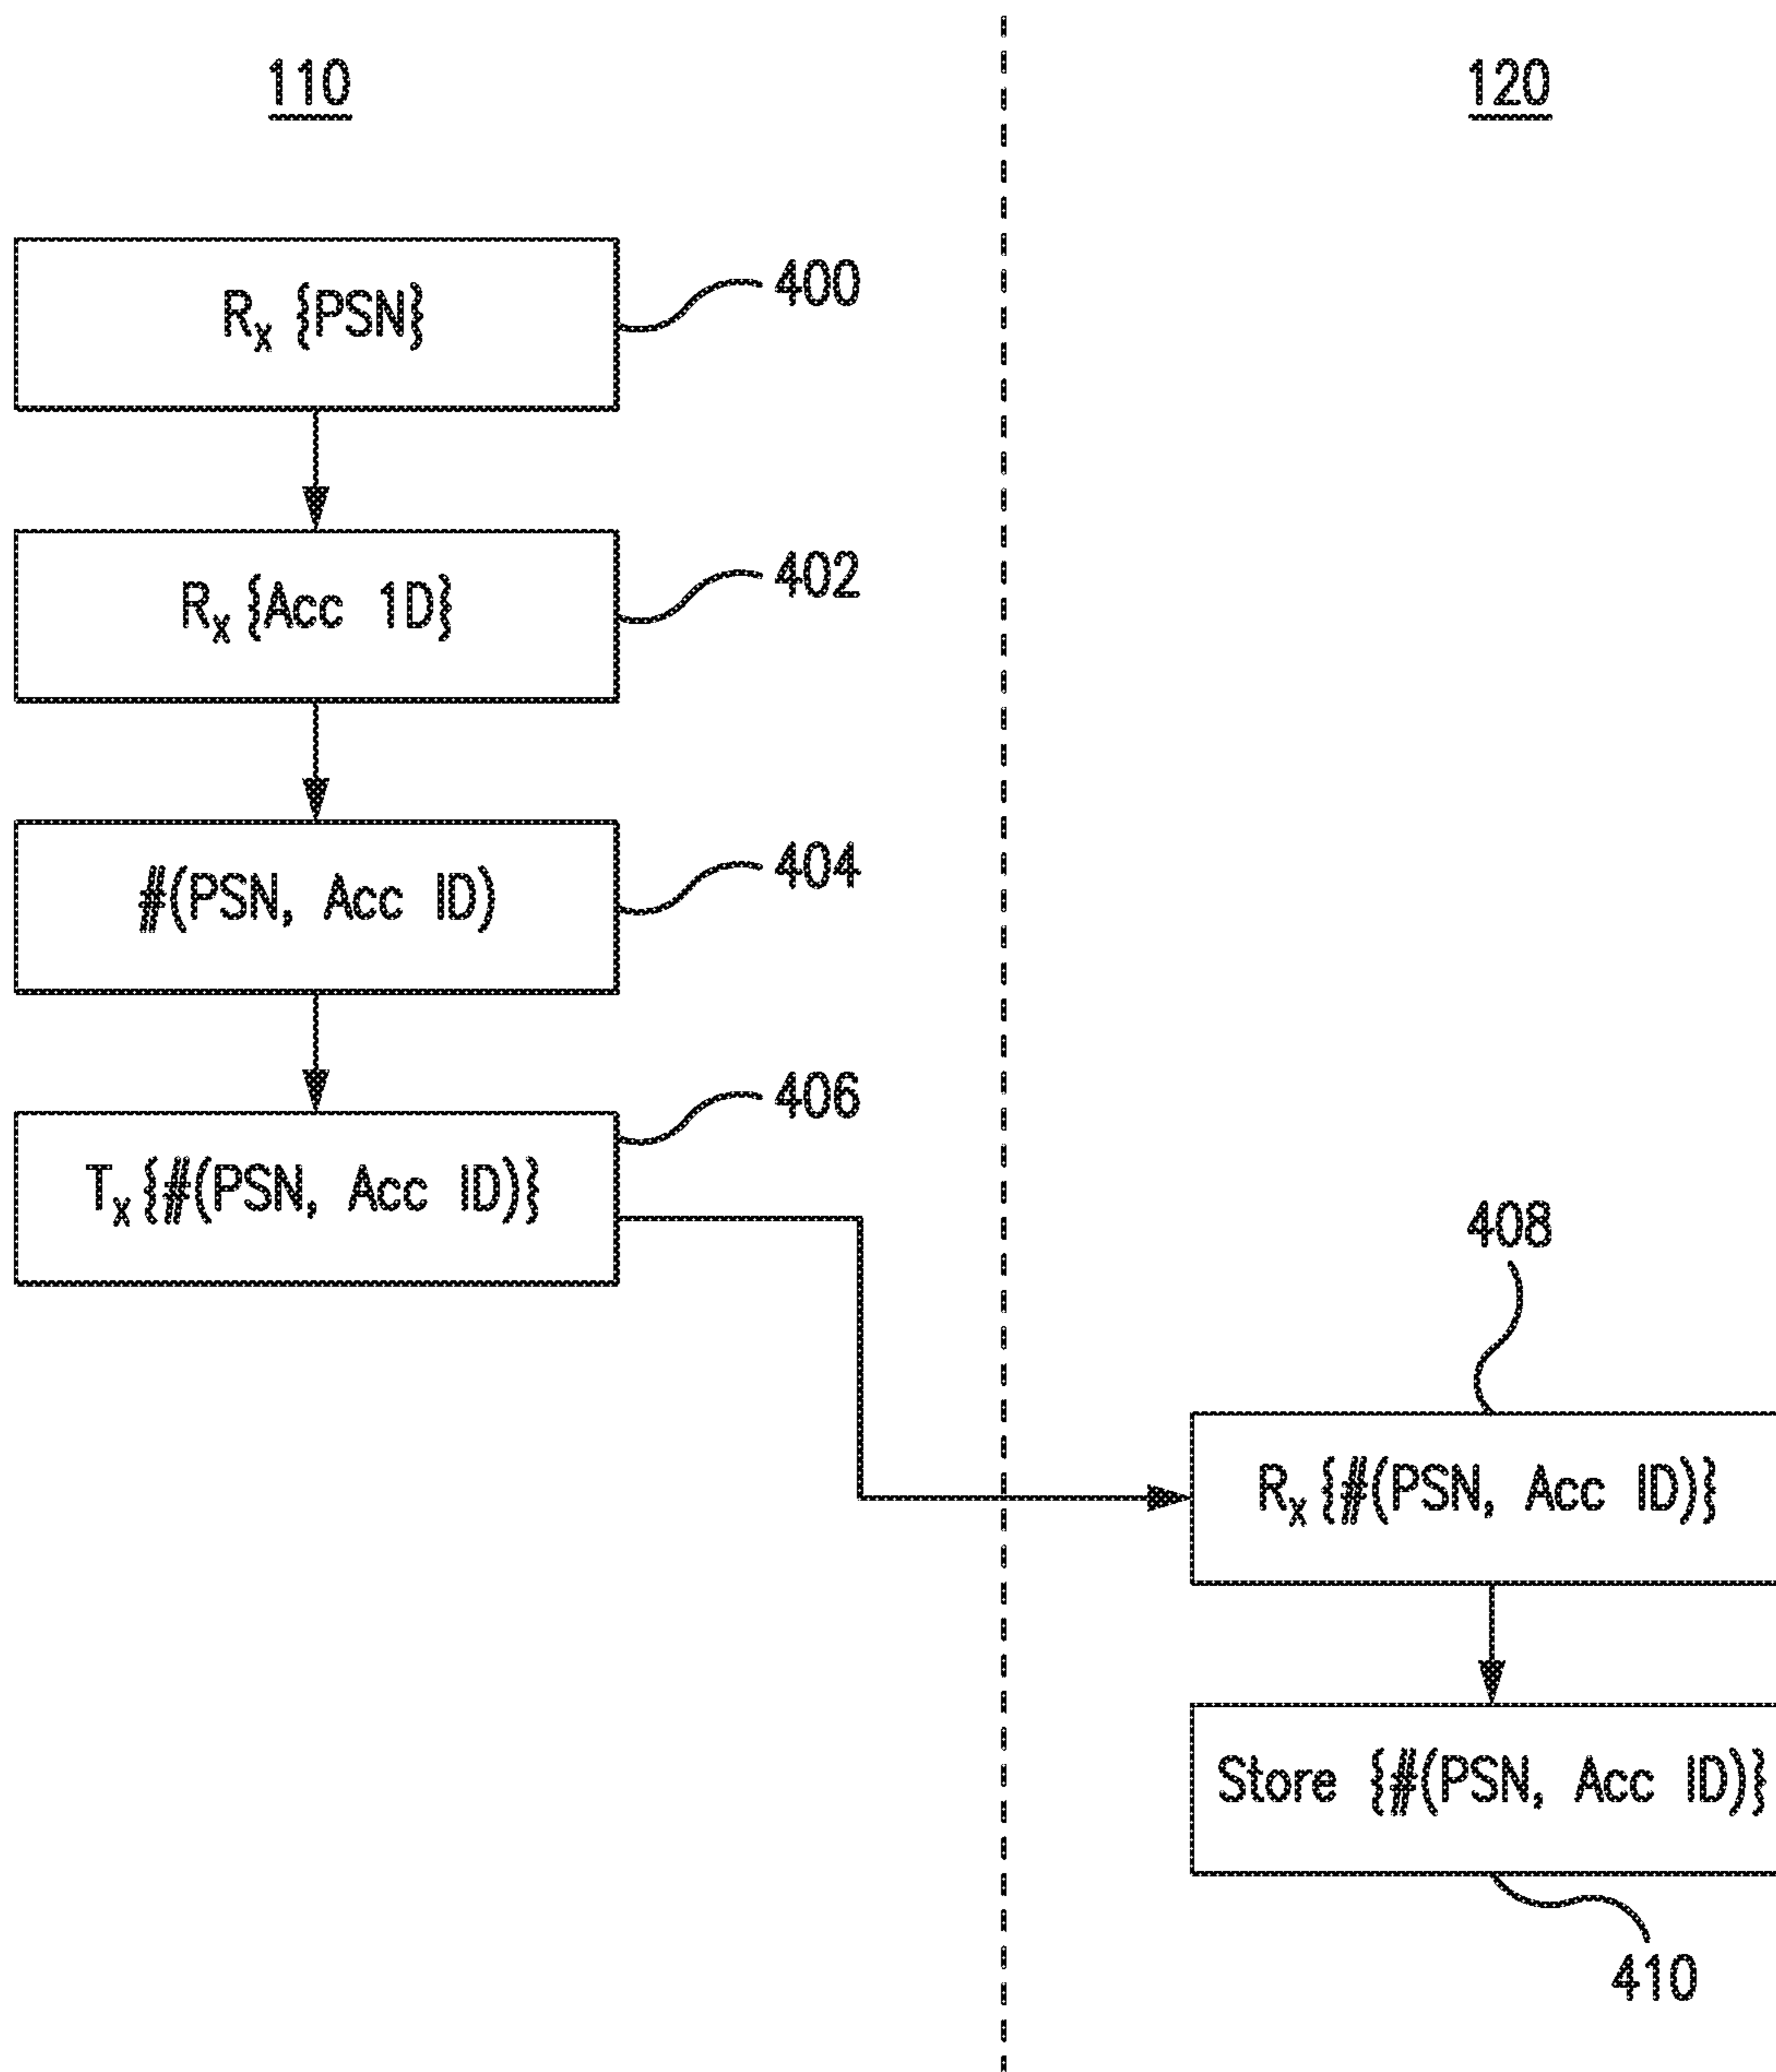 110
120
Rx {PSN}
400
Rx {Acc 1D}
402
#(PSN, Acc ID)
404
Tx {#(PSN, Acc ID)}
406
408
Rx {#(PSN, Acc ID)}
Store {#(PSN, Acc ID)}
410